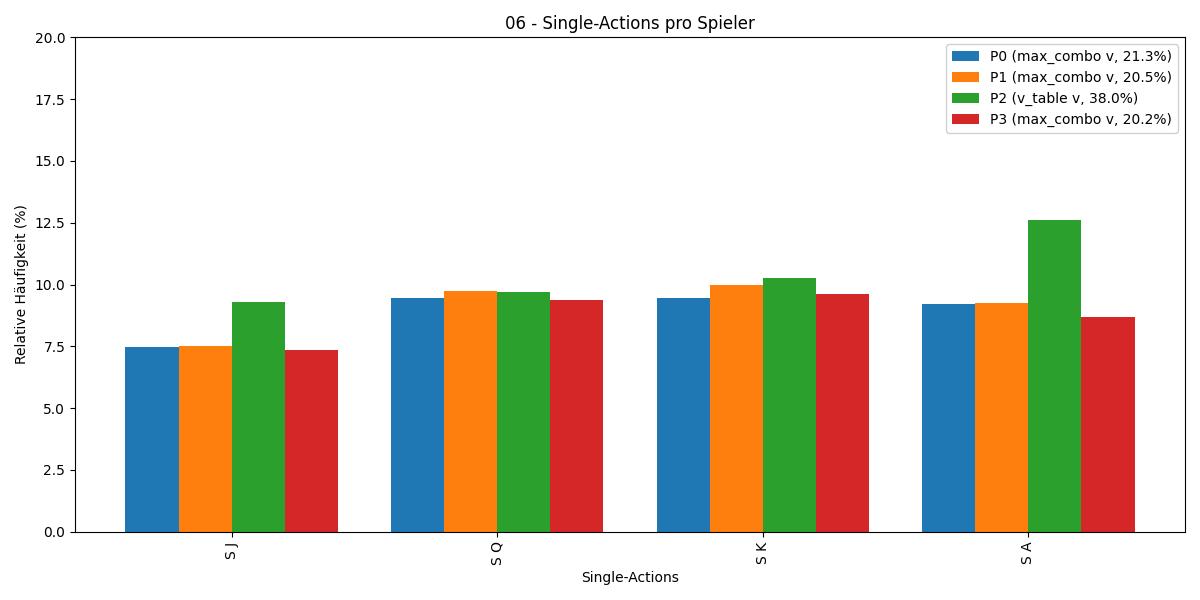 06 - Single-Actions pro Spieler
P0 (max_combo v, 21.3%)
P1 (max_combo v, 20.5%)
P2 (v_table v, 38.0%)
P3 (max_combo v, 20.2%)
Relative Häufigkeit (%)
20.0
17.5
15.0
12.5
10.0
7.5
5.0
2.5
0.0
S J
S Q
S K
S A
Single-Actions